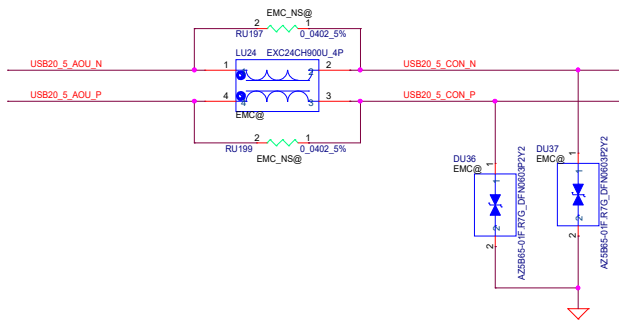 EMC_NS@
2 1
RU197 0_0402_5%
LU24 EXC24CH900U_4P
USB20_5_AOU_N 1 2 USB20_5_CON_N
1 2
USB20_5_AOU_P 4 3 USB20_5_CON_P
4 3
EMC@
2 1
RU199 0_0402_5%
EMC_NS@
DU36
EMC@
1
1
2
2
AZ5B65-01F.R7G_DFN0603P2Y2
DU37
EMC@
1
1
2
2
AZ5B65-01F.R7G_DFN0603P2Y2